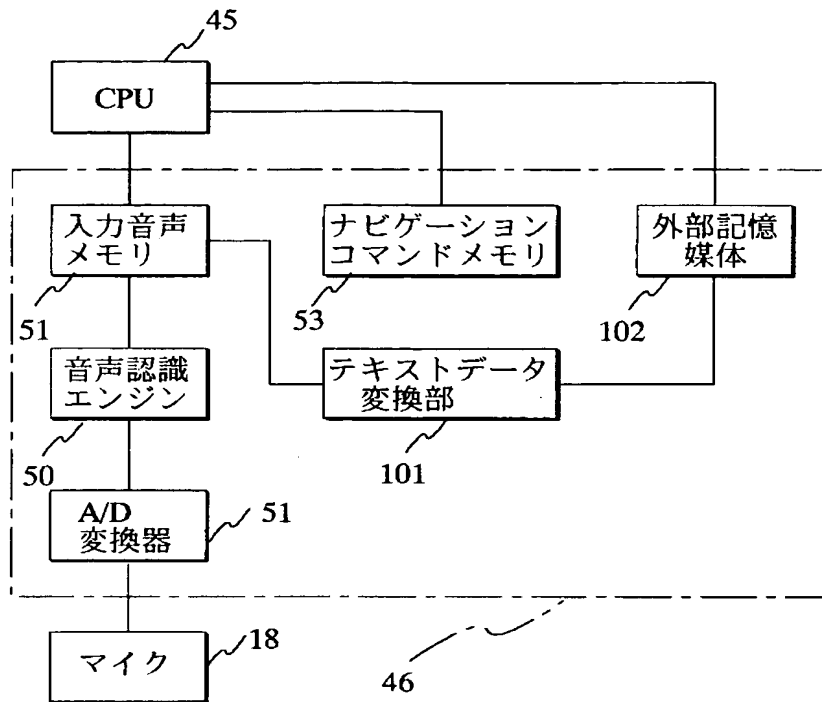 45
CPU
入力音声
メモリ
51
ナビゲーション
コマンドメモリ
53
外部記憶
媒体
102
音声認識
エンジン
50
テキストデータ
変換部
101
A/D
変換器
51
マイク
18
46